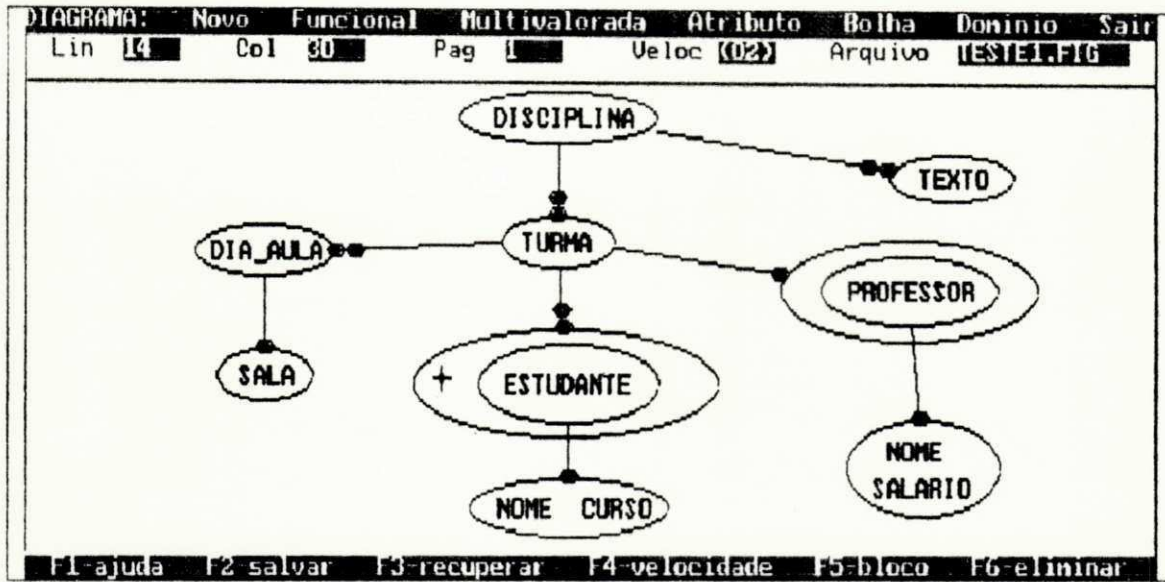 DIAGRAMA: Novo Funcional Multivalorada Atributo Bolha Dominio Sair
Lin 14 Col 30 Pag 1 Veloc (02) Arquivo TESTE1.FIG
DISCIPLINA
TEXTO
DIA_AULA TURMA
PROFESSOR
SALA ESTUDANTE
NOME
SALARIO
NOME CURSO
F1-ajuda F2-salvar F3-recuperar F4-velocidade F5-bloco F6-eliminar